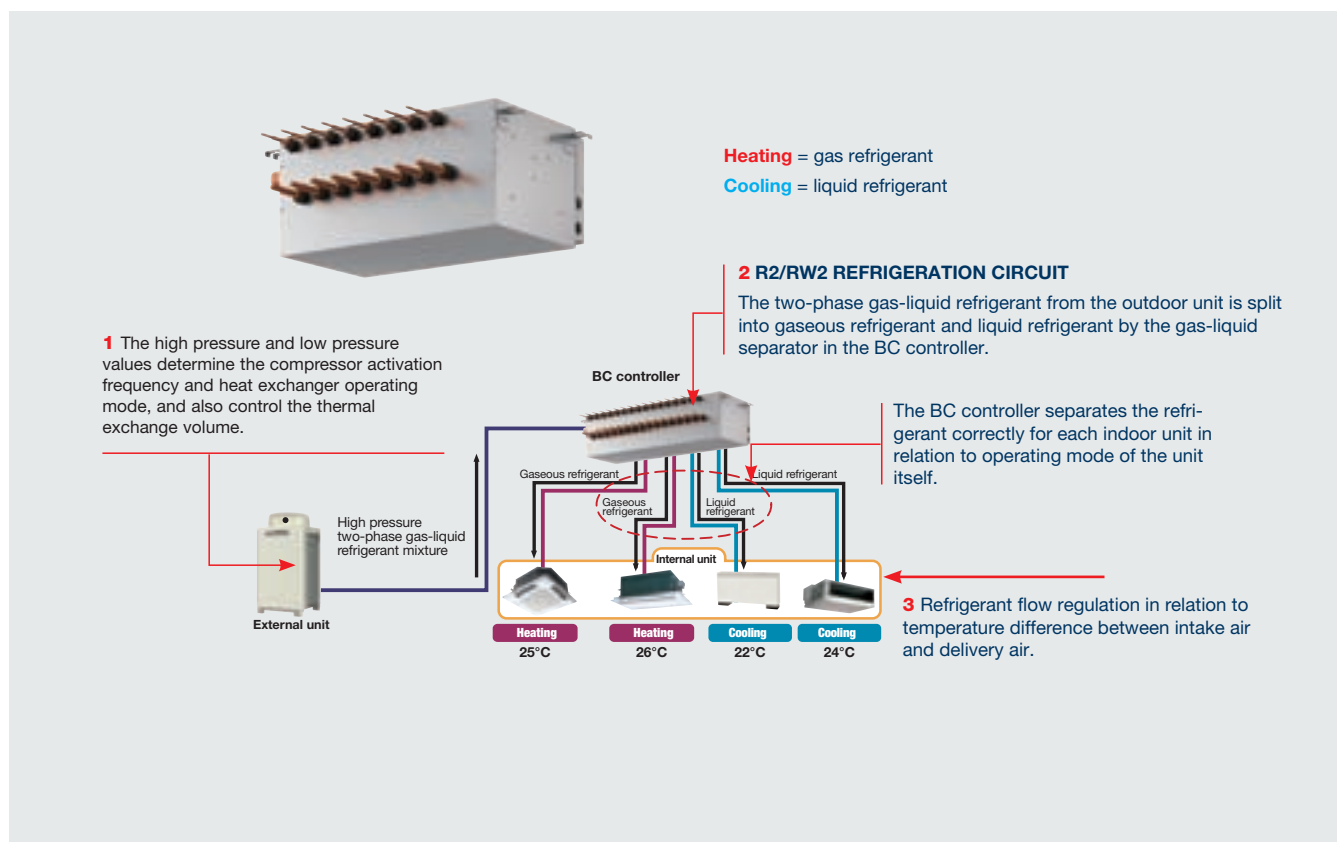 Heating = gas refrigerant
Cooling = liquid refrigerant
2 R2/RW2 REFRIGERATION CIRCUIT
The two-phase gas-liquid refrigerant from the outdoor unit is split
into gaseous refrigerant and liquid refrigerant by the gas-liquid
separator in the BC controller.
1 The high pressure and low pressure
values determine the compressor activation
frequency and heat exchanger operating
mode, and also control the thermal
exchange volume.
BC controller
The BC controller separates the refri-
gerant correctly for each indoor unit in
relation to operating mode of the unit
itself.
Gaseous refrigerant
Liquid refrigerant
Gaseous
refrigerant
Liquid
refrigerant
High pressure
two-phase gas-liquid
refrigerant mixture
Internal unit
External unit
Heating
Heating
Cooling
Cooling
25°C
26°C
22°C
24°C
3 Refrigerant flow regulation in relation to
temperature difference between intake air
and delivery air.